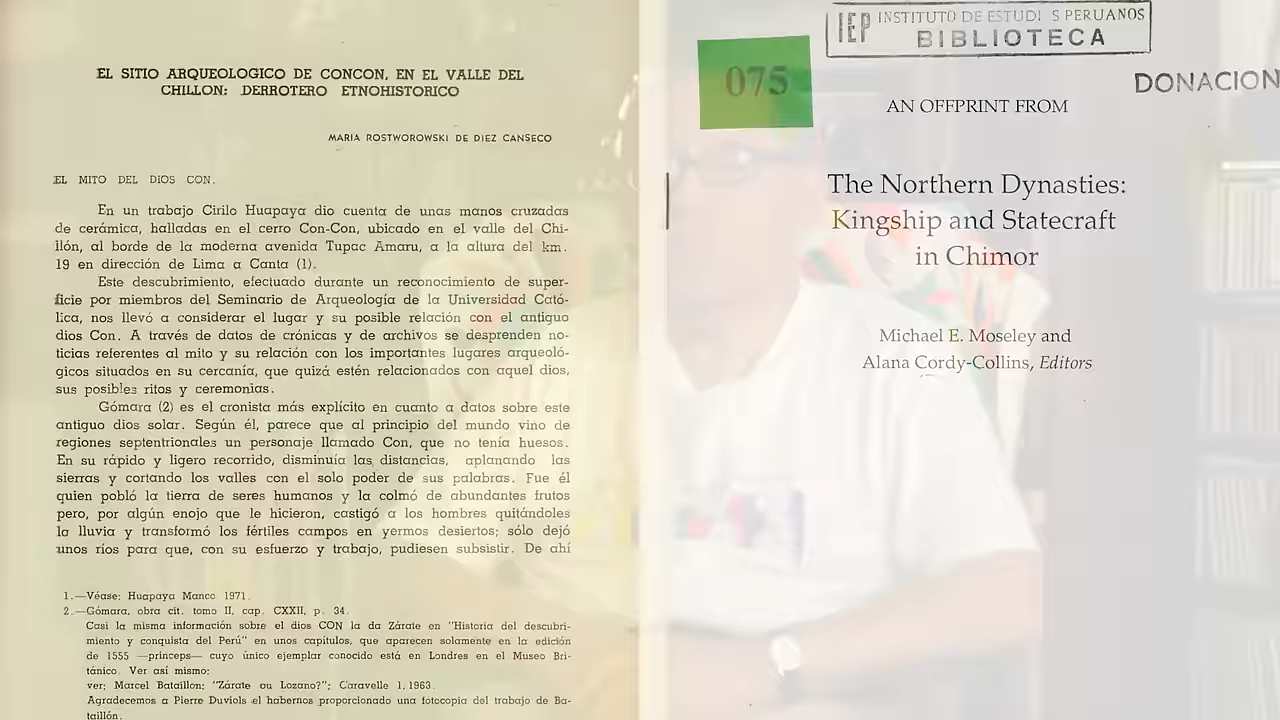 EL SITIO ARQUEOLOGICO DE CONCON, EN EL VALLE DEL
CHILLON: DERROTERO ETNOHISTORICO
MARIA ROSTWOROWSKI DE DIEZ CANSECO
EL MITO DEL DIOS CON.
En un trabajo Cirilo Huapaya dio cuenta de unas manos cruzadas
de cerámica, halladas en el cerro Con-Con, ubicado en el valle del Chi-
llón, al borde de la moderna avenida Tupac Amaru, a la altura del km.
19 en dirección de Lima a Canta (1).
Este descubrimiento, efectuado durante un reconocimiento de super-
ficie por miembros del Seminario de Arqueología de la Universidad Cató-
lica, nos llevó a considerar el lugar y su posible relación con el antiguo
dios Con. A través de datos de crónicas y de archivos se desprenden no-
ticias referentes al mito y su relación con los importantes lugares arqueoló-
gicos situados en su cercanía, que quizá estén relacionados con aquel dios,
sus posibles ritos y ceremonias.
Gómara (2) es el cronista más explícito en cuanto a datos sobre este
antiguo dios solar. Según él, parece que al principio del mundo vino de
regiones septentrionales un personaje llamado Con, que no tenía huesos.
En su rápido y ligero recorrido, disminuía las distancias, aplanando las
sierras y cortando los valles con el solo poder de sus palabras. Fue él
quien pobló la tierra de seres humanos y la colmó de abundantes frutos
pero, por algún enojo que le hicieron, castigó a los hombres quitándoles
la lluvia y transformó los fértiles campos en yermos desiertos; sólo dejó
unos ríos para que, con su esfuerzo y trabajo, pudiesen subsistir. De ahí
1.—Véase: Huapaya Manco 1971.
2.—Gómara, obra cit. tomo II, cap. CXXII, p. 34.
Casi la misma información sobre el dios CON la da Zárate en "Historia del descubri-
miento y conquista del Perú" en unos capítulos, que aparecen solamente en la edición
de 1555 —princeps— cuyo único ejemplar conocido está en Londres en el Museo Bri-
tánico. Ver así mismo:
ver: Marcel Bataillon: "Zárate ou Lozano?"; Caravelle 1,1963.
Agradecemos a Pierre Duviols el habernos proporcionado una fotocopia del trabajo de Ba-
taillón.
IEP INSTITUTO DE ESTUDI S PERUANOS
BIBLIOTECA
075
DONACION
AN OFFPRINT FROM
The Northern Dynasties:
Kingship and Statecraft
in Chimor
Michael E. Moseley and
Alana Cordy-Collins, Editors